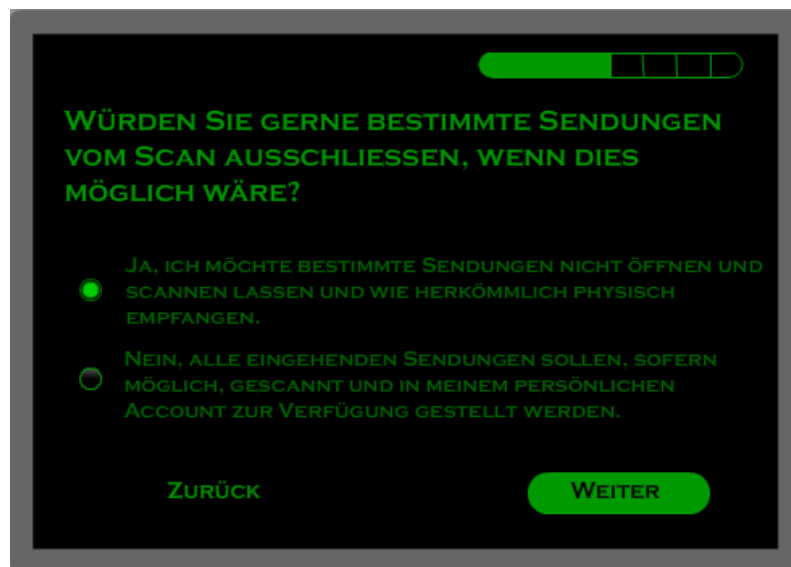 Würden Sie gerne bestimmte Sendungen
vom Scan ausschliessen, wenn dies
möglich wäre?
Ja, ich möchte bestimmte Sendungen nicht öffnen und
scannen lassen und wie herkömmlich physisch
empfangen.
Nein, alle eingehenden Sendungen sollen, sofern
möglich, gescannt und in meinem persönlichen
Account zur Verfügung gestellt werden.
Zurück
Weiter